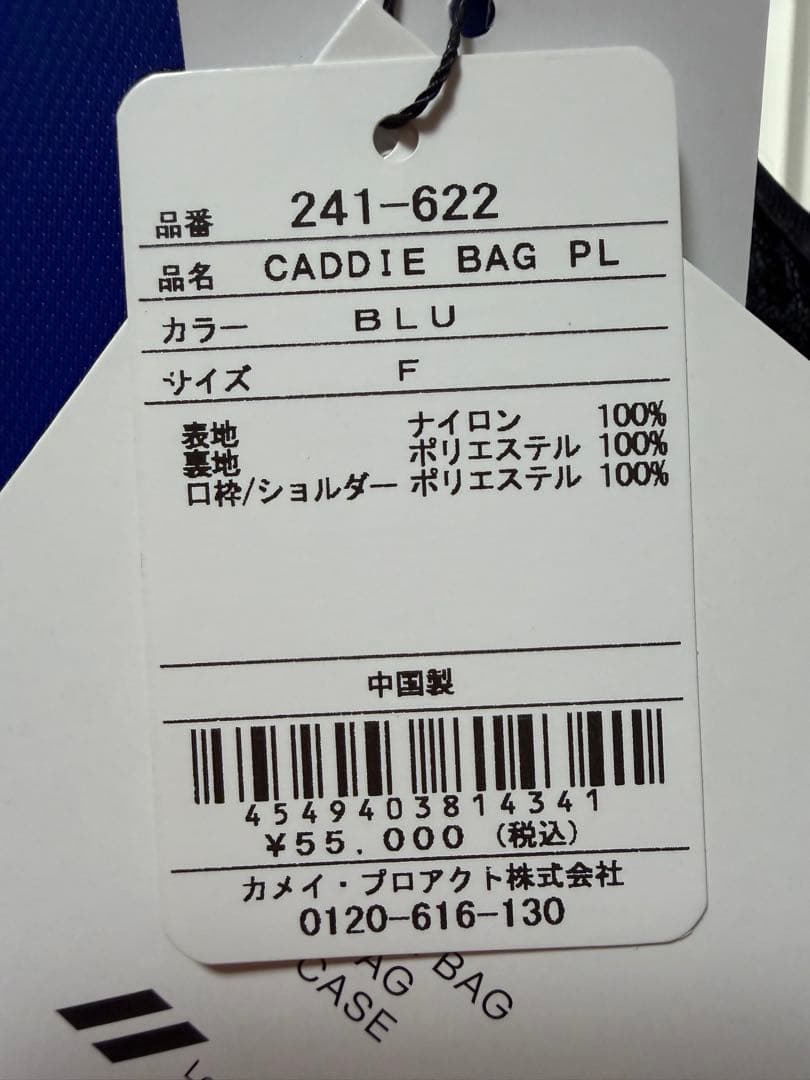 品番 241-622
品名 CADDIE BAG PL
カラー BLU
サイズ F
表地 ナイロン 100%
裏地 ポリエステル 100%
口枠/ショルダー ポリエステル 100%
中国製
4549403814341
¥55.000 (税込)
カメイ・プロアクト株式会社
0120-616-130
BAG
AG
CASE